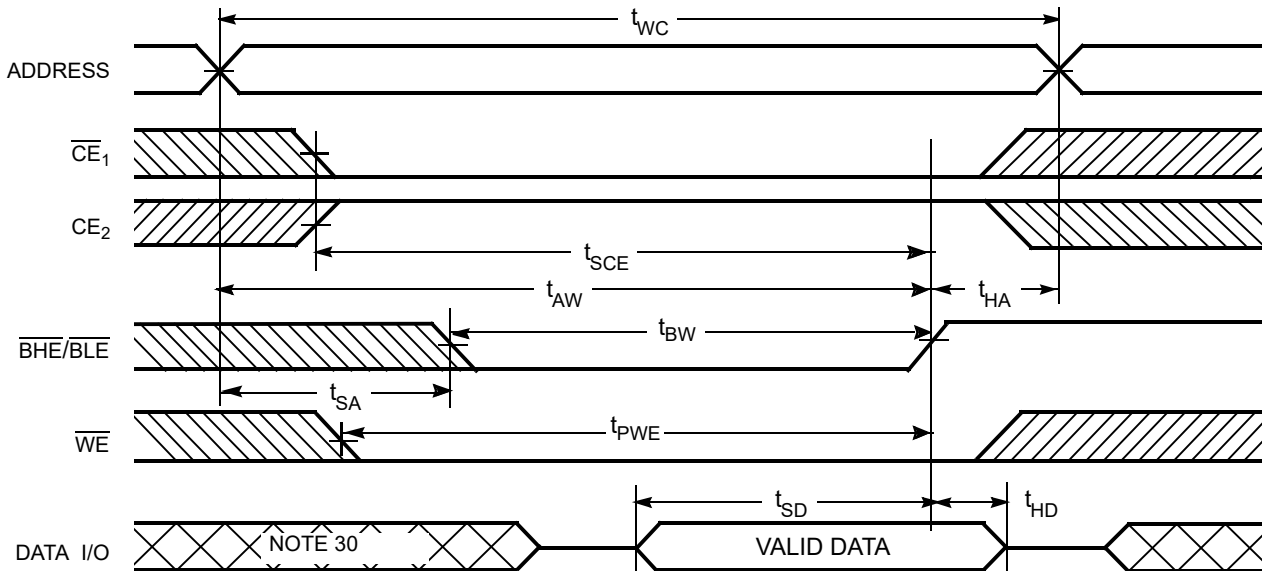 tWC
ADDRESS
CE1
CE2
tSCE
tAW
tHA
BHE/BLE
tBW
tSA
WE
tPWE
tSD
tHD
DATA I/O
NOTE 30
VALID DATA